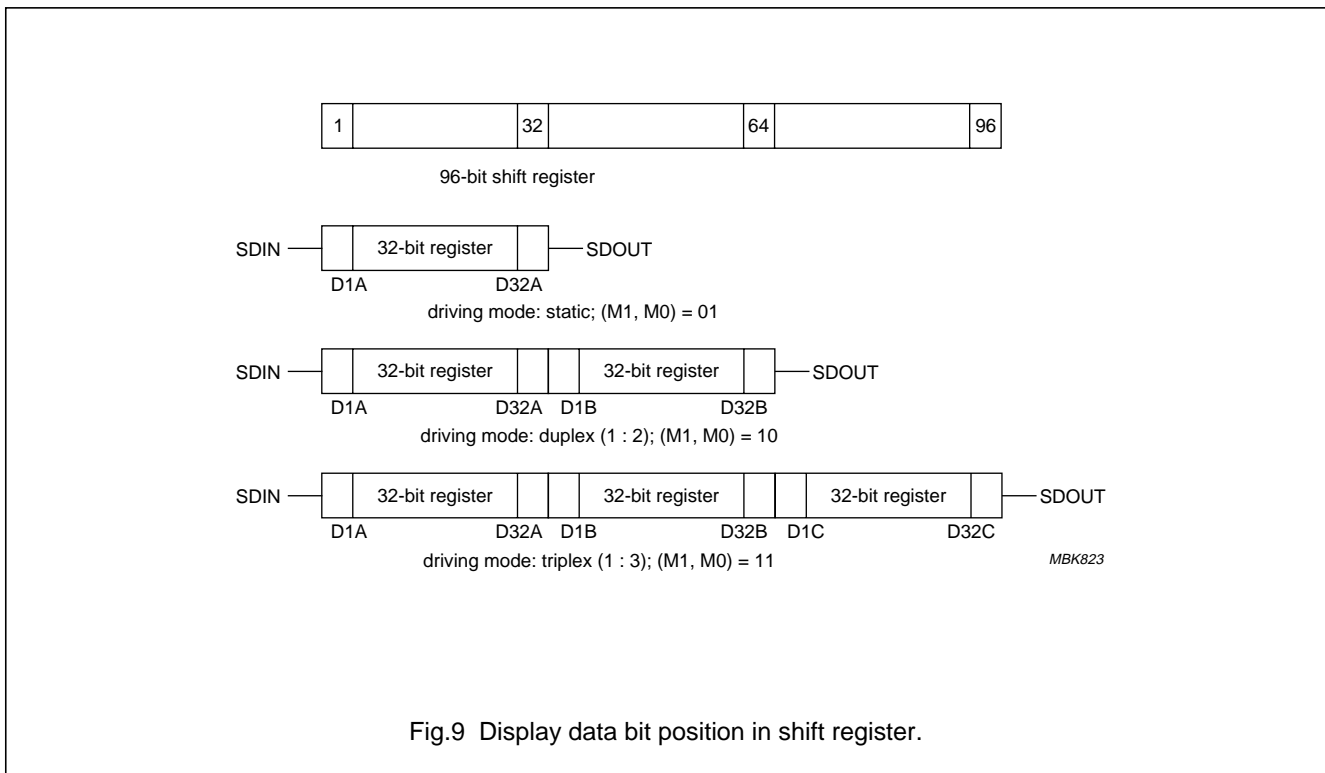 1 32 64 96
96-bit shift register
SDIN 32-bit register SDOUT
D1A D32A
driving mode: static; (M1, M0) = 01
SDIN 32-bit register 32-bit register SDOUT
D1A D32A D1B D32B
driving mode: duplex (1 : 2); (M1, M0) = 10
SDIN 32-bit register 32-bit register 32-bit register SDOUT
D1A D32A D1B D32B D1C D32C
driving mode: triplex (1 : 3); (M1, M0) = 11 MBK823
Fig.9 Display data bit position in shift register.